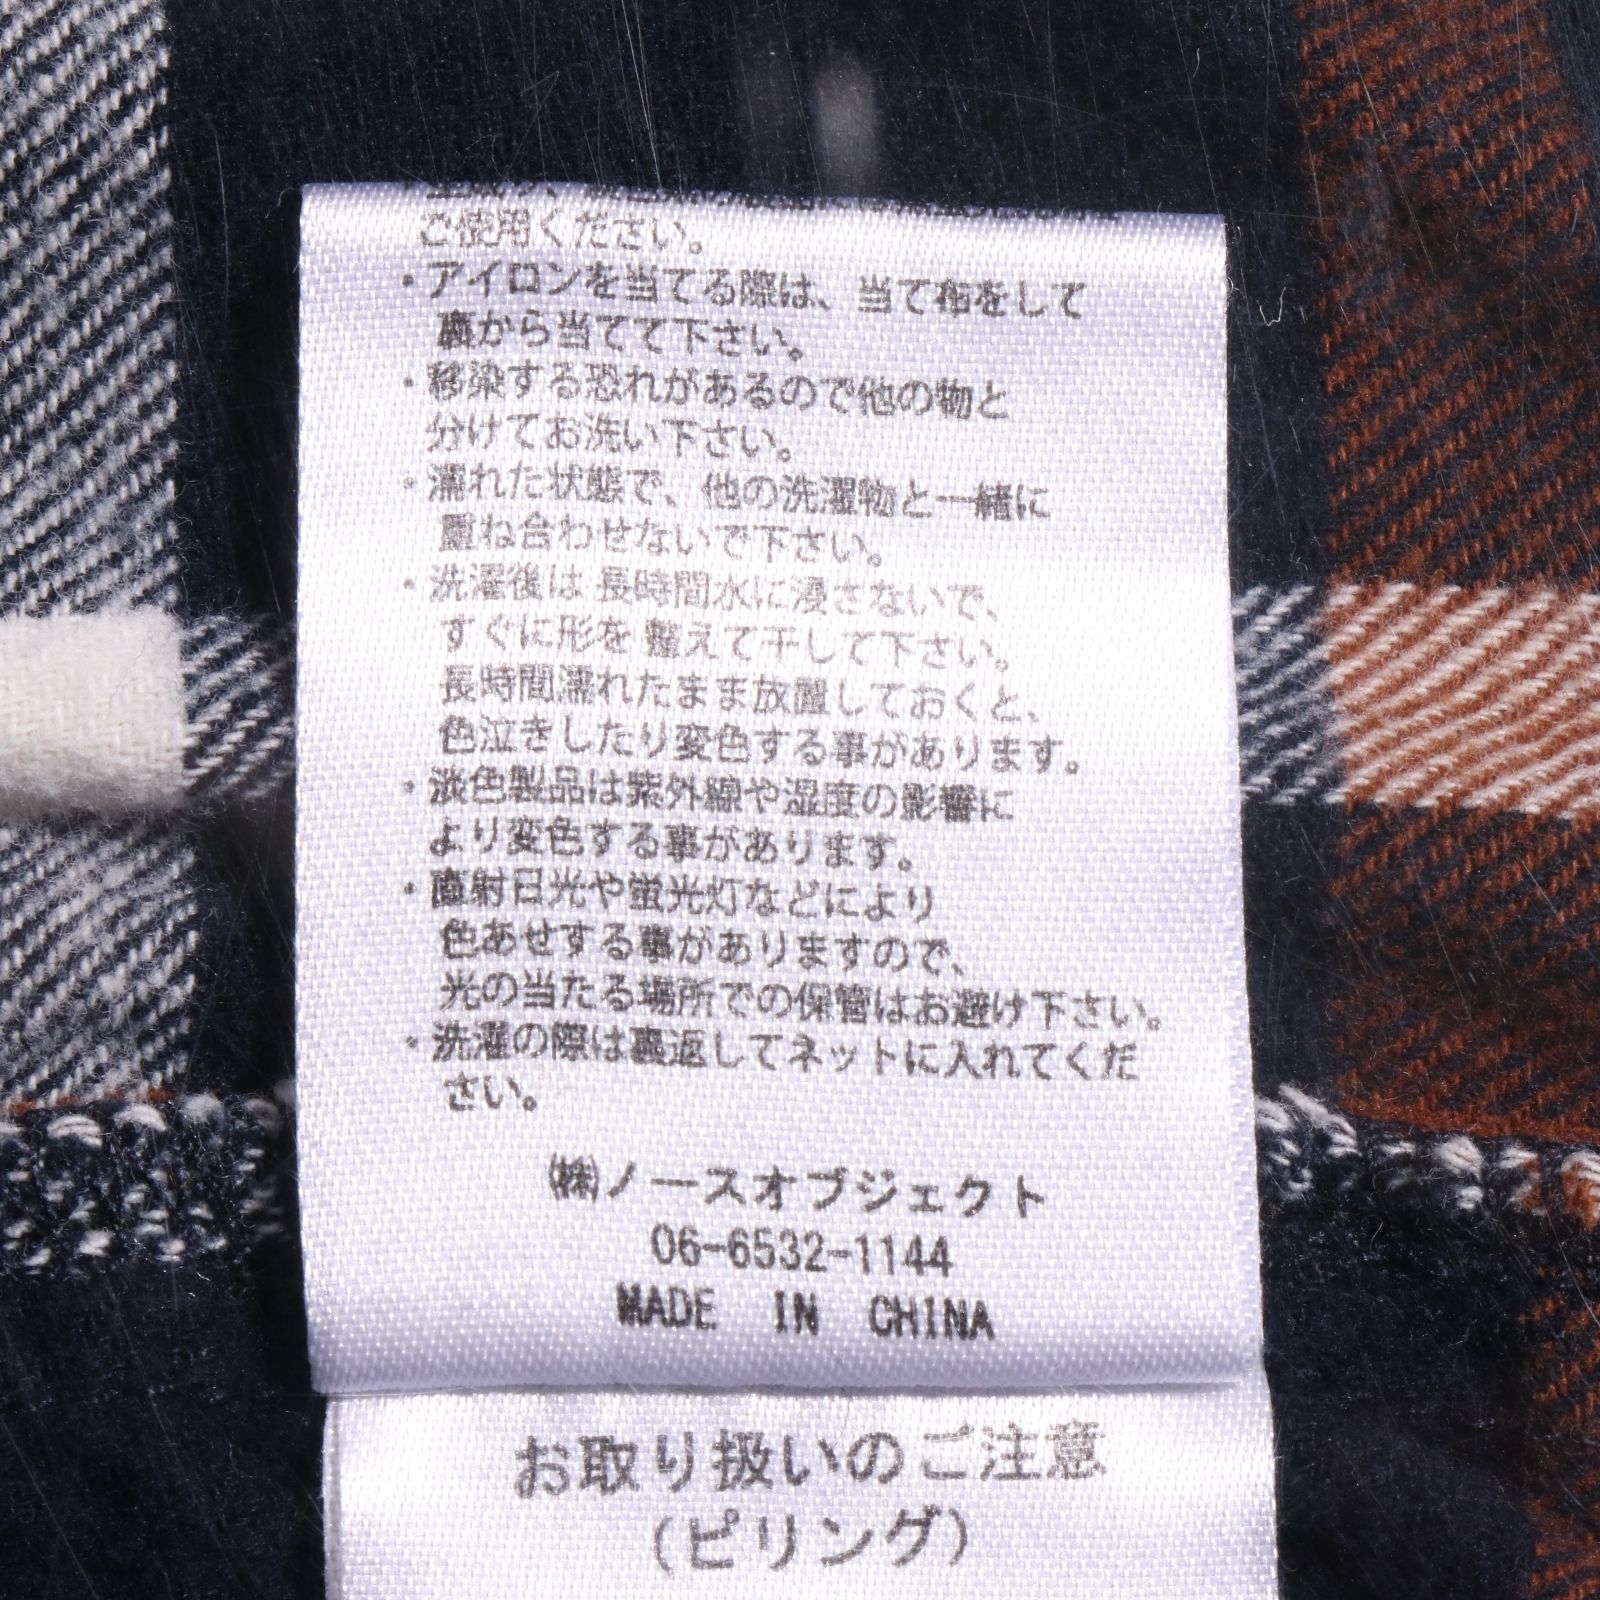 ご使用ください。
・アイロンを当てる際は、当て布をして
裏から当てて下さい。
・移染する恐れがあるので他の物と
分けてお洗い下さい。
・濡れた状態で、他の洗濯物と一緒に
重ね合わせないで下さい。
・洗濯後は長時間水に浸さないで、
すぐに形を整えて干して下さい。
長時間濡れたまま放置しておくと、
色泣きしたり変色する事があります。
・淡色製品は紫外線や湿度の影響に
より変色する事があります。
・直射日光や蛍光灯などにより
色あせする事がありますので、
光の当たる場所での保管はお避け下さい。
・洗濯の際は裏返してネットに入れてくだ
さい。
㈱ノースオブジェクト
06-6532-1144
MADE IN CHINA
お取り扱いのご注意
(ピリング)